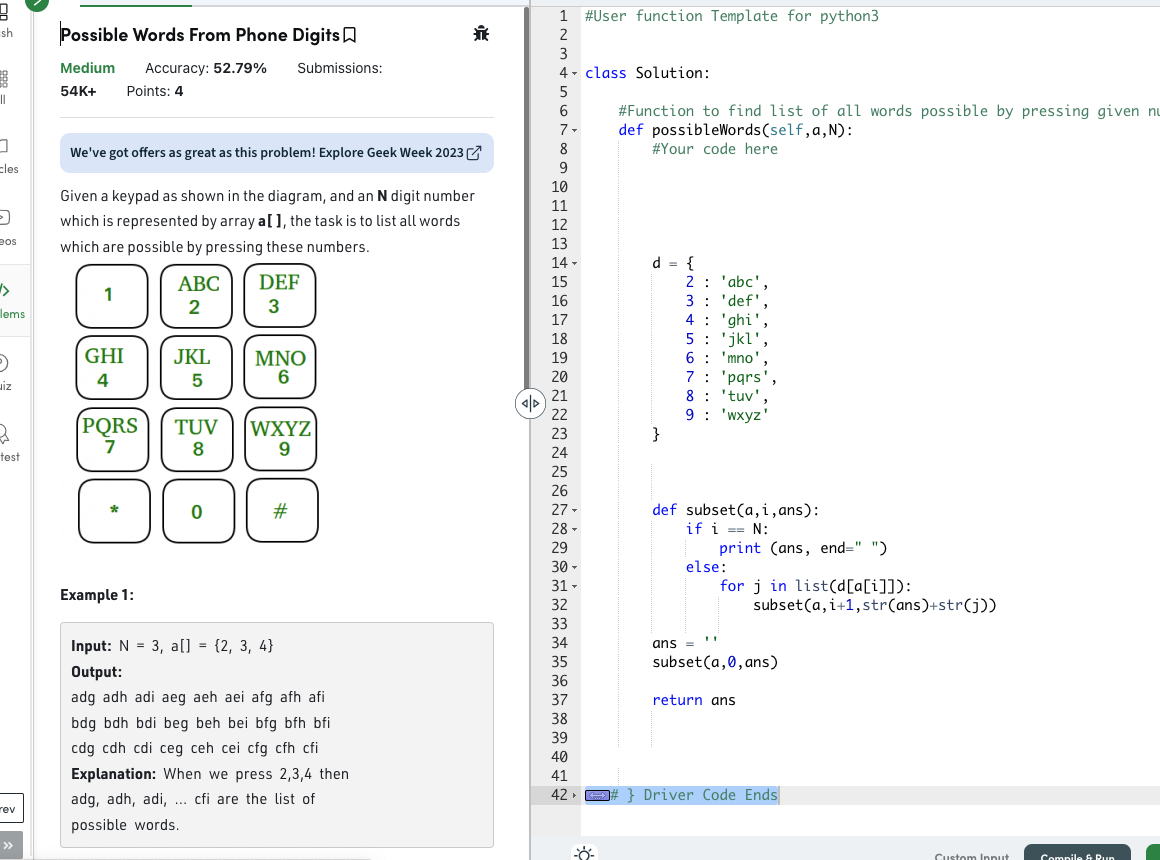 sh
Possible Words From Phone Digits
Medium Accuracy: 52.79% Submissions:
54K+ Points: 4
ll
cles
eos
lems
iz
test
rev
»
We've got offers as great as this problem! Explore Geek Week 2023
Given a keypad as shown in the diagram, and an N digit number
which is represented by array a[ ], the task is to list all words
which are possible by pressing these numbers.
1 ABC DEF
2 3
GHI JKL MNO
4 5 6
PQRS TUV WXYZ
7 8 9
* 0 #
Example 1:
Input: N = 3, a[] = {2, 3, 4}
Output:
adg adh adi aeg aeh aei afg afh afi
bdg bdh bdi beg beh bei bfg bfh bfi
cdg cdh cdi ceg ceh cei cfg cfh cfi
Explanation: When we press 2,3,4 then
adg, adh, adi, ... cfi are the list of
possible words.
1 #User function Template for python3
2
3
4 class Solution:
5
6 #Function to find list of all words possible by pressing given nu
7 def possibleWords(self,a,N):
8 #Your code here
9
10
11
12
13
14 d = {
15 2 : 'abc',
16 3 : 'def',
17 4 : 'ghi',
18 5 : 'jkl',
19 6 : 'mno',
20 7 : 'pqrs',
21 8 : 'tuv',
22 9 : 'wxyz'
23 }
24
25
26
27 def subset(a,i,ans):
28 if i == N:
29 print (ans, end=" ")
30 else:
31 for j in list(d[a[i]]):
32 subset(a,i+1,str(ans)+str(j))
33
34 ans = ''
35 subset(a,0,ans)
36
37 return ans
38
39
40
41
42 # } Driver Code Ends
Custom Input Compile & Run